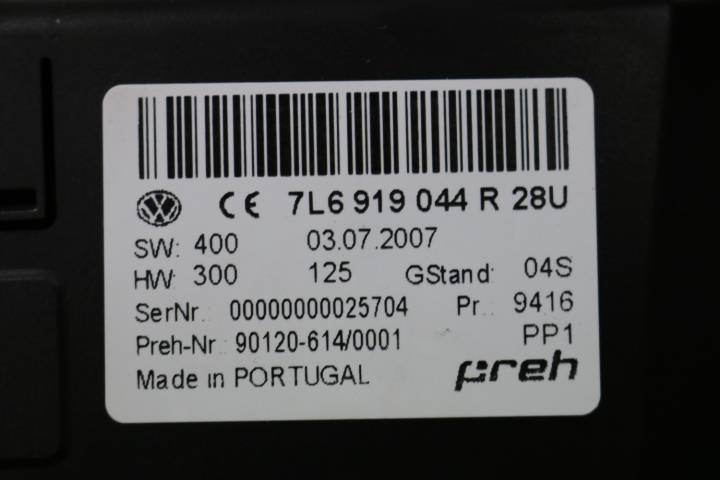 CE 7L6 919 044 R 28U
SW: 400 03.07.2007
HW: 300 125 GStand: 04S
SerNr.: 00000000025704 Pr.: 9416
Preh-Nr.: 90120-614/0001 PP1
Made in PORTUGAL preh